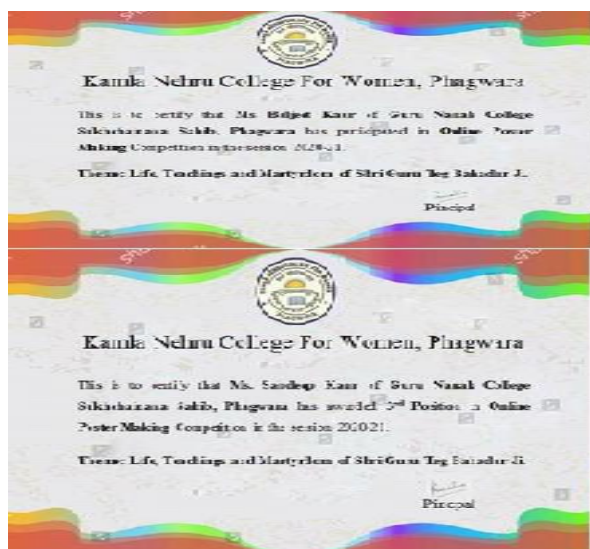 Kamla Nehru College For Women, Phagwara
This is to certify that Ms. Kaur of Guru Nanak College
Sukhchainana Sahib, Phagwara has participated in Online Poster
Making Competition in the session 2020-21.
Theme: Life, Teachings and Martyrdom of Shri Guru Teg Bahadur Ji.
Principal
Kamla Nehru College For Women, Phagwara
This is to certify that Ms. Sandeep Kaur of Guru Nanak College
Sukhchainana Sahib, Phagwara has awarded Position in Online
Poster Making Competition in the session 2020-21.
Theme: Life, Teachings and Martyrdom of Shri Guru Teg Bahadur Ji.
Principal